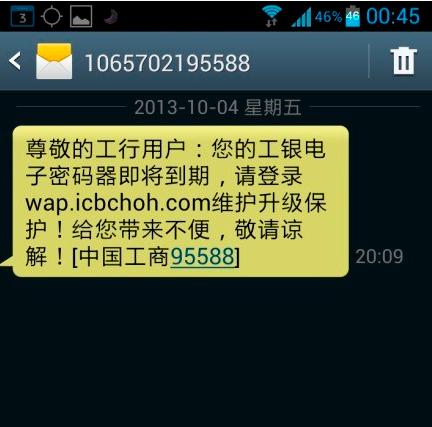 3 46% 46 00:45
1065702195588
2013-10-04 星期五
尊敬的工行用户：您的工银电
子密码器即将到期，请登录
wap.icbchoh.com维护升级保
护！给您带来不便，敬请谅
解！[中国工商95588]
20:09